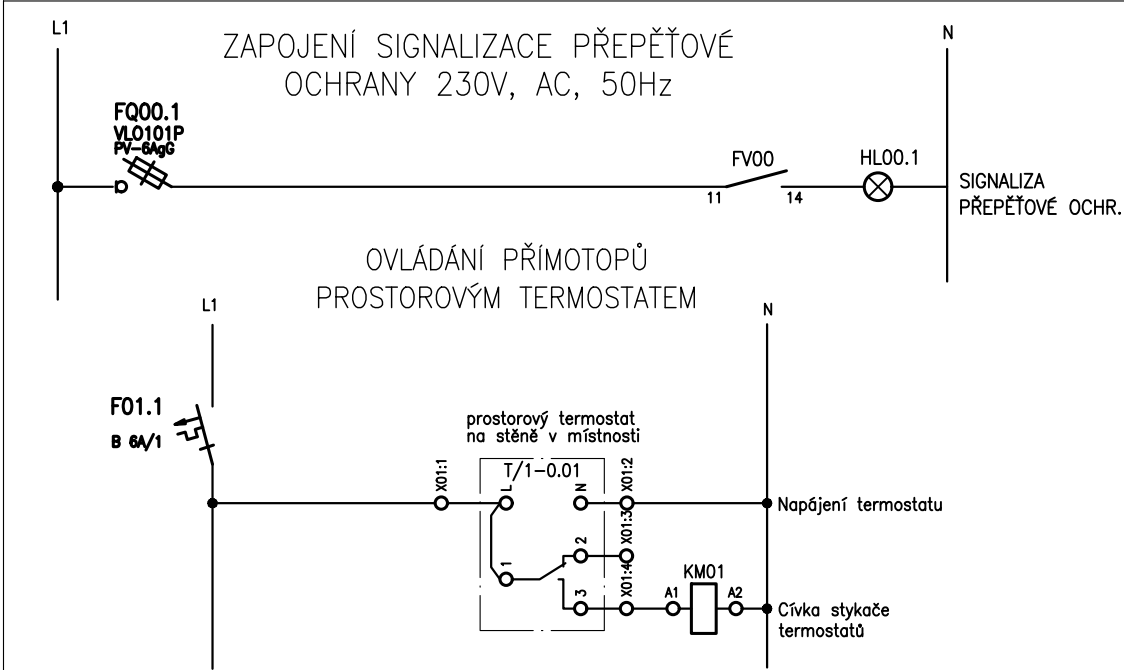 L1
N
ZAPOJENÍ SIGNALIZACE PŘEPĚŤOVÉ
OCHRANY 230V, AC, 50Hz
FQ00.1
VLO101P
PV-6AgG
FV00
11
14
HL00.1
SIGNALIZA
PŘEPĚŤOVÉ OCHR.
OVLÁDÁNÍ PŘÍMOTOPŮ
PROSTOROVÝM TERMOSTATEM
L1
N
F01.1
B 6A/1
prostorový termostat
na stěně v místnosti
T/1-0.01
X01:1
L
N
X01:2
Napájení termostatu
1
2
X01:3
3
X01:4
A1
KM01
A2
Cívka stykače
termostatů